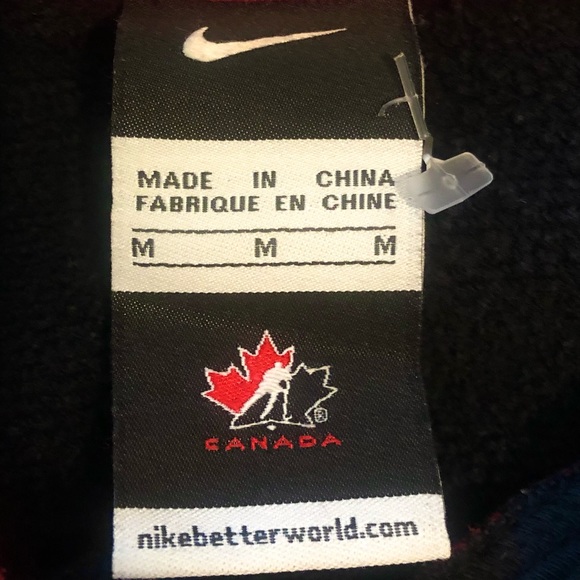 MADE IN CHINA
FABRIQUE EN CHINE
M M M
®
CANADA
nikebetterworld.com